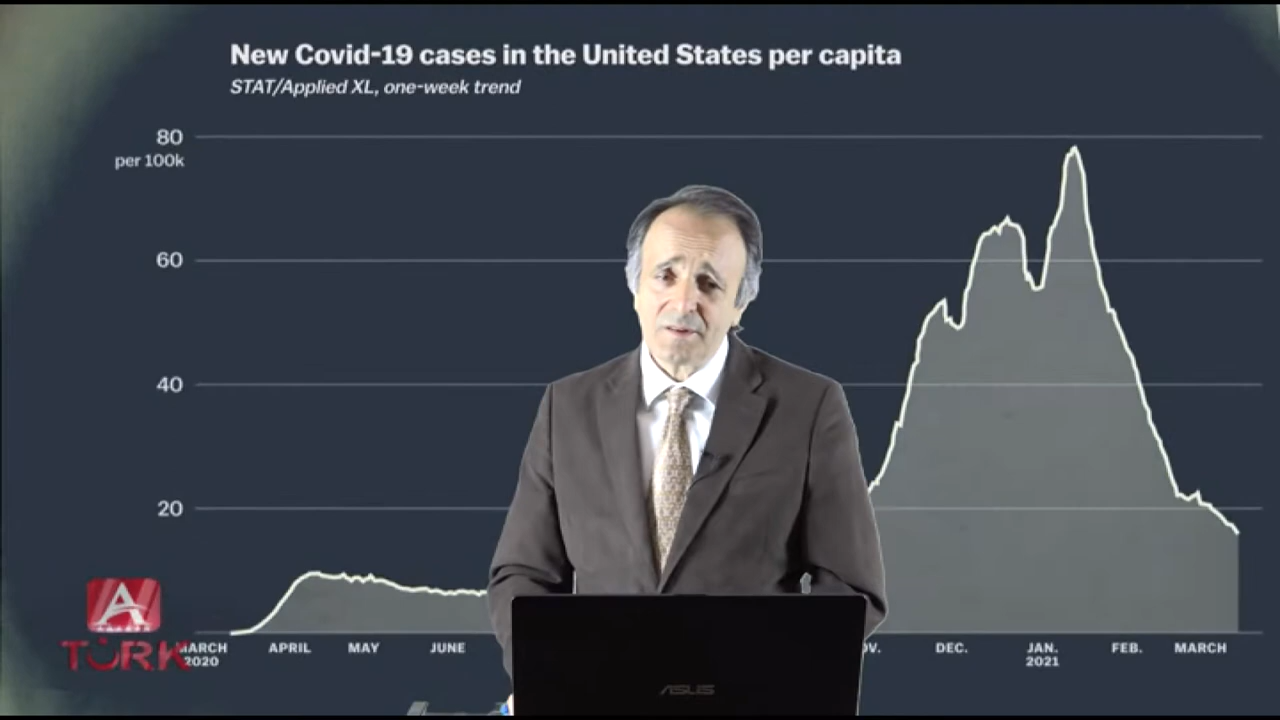 New Covid-19 cases in the United States per capita
STAT/Applied XL, one-week trend
80
per 100k
60
40
20
A
TÜRK
MARCH
2020
APRIL
MAY
JUNE
OV.
DEC.
JAN.
2021
FEB.
MARCH
ASUS